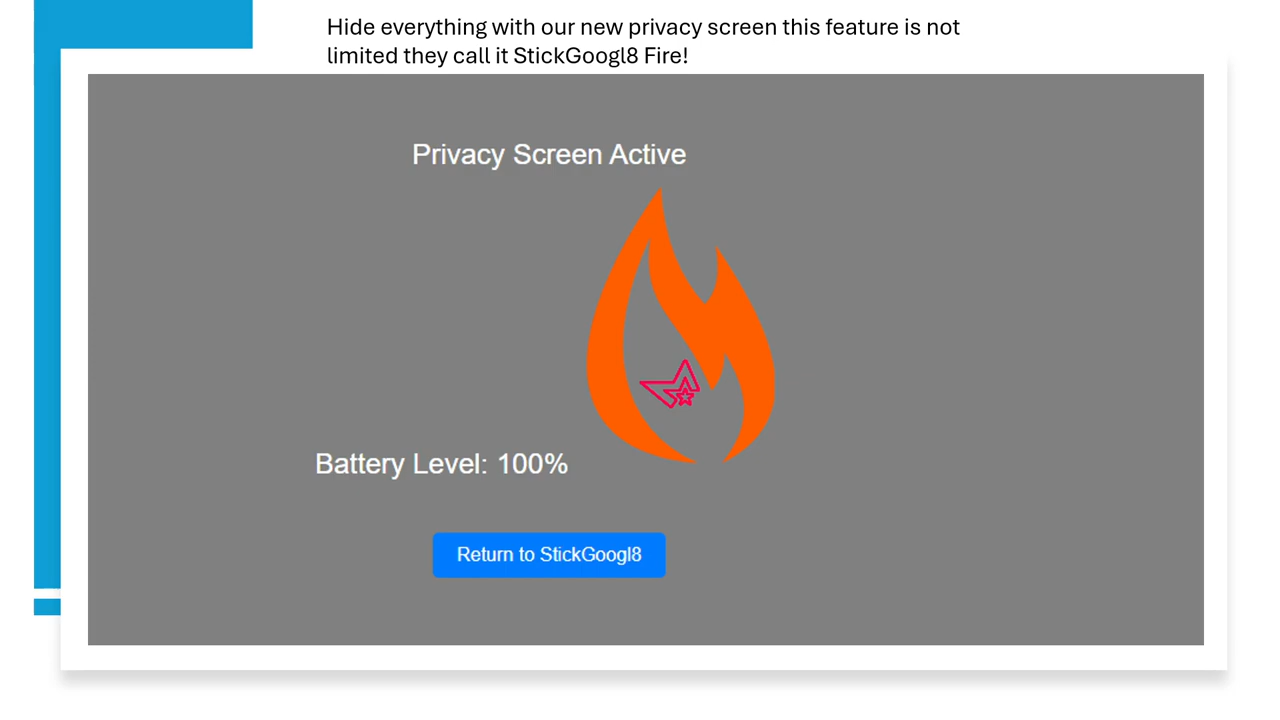 Hide everything with our new privacy screen this feature is not
limited they call it StickGoogl8 Fire!
Privacy Screen Active
Battery Level: 100%
Return to StickGoogl8